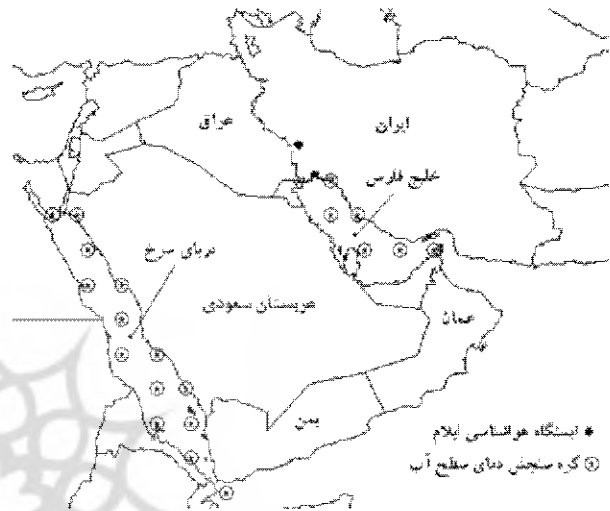 عراق
ایران
خلیج فارس
دریای سرخ
عربستان سعودی
عمان
یمن
ایستگاه هواشناسی ایلام
گره سنجش دمای سطح آب